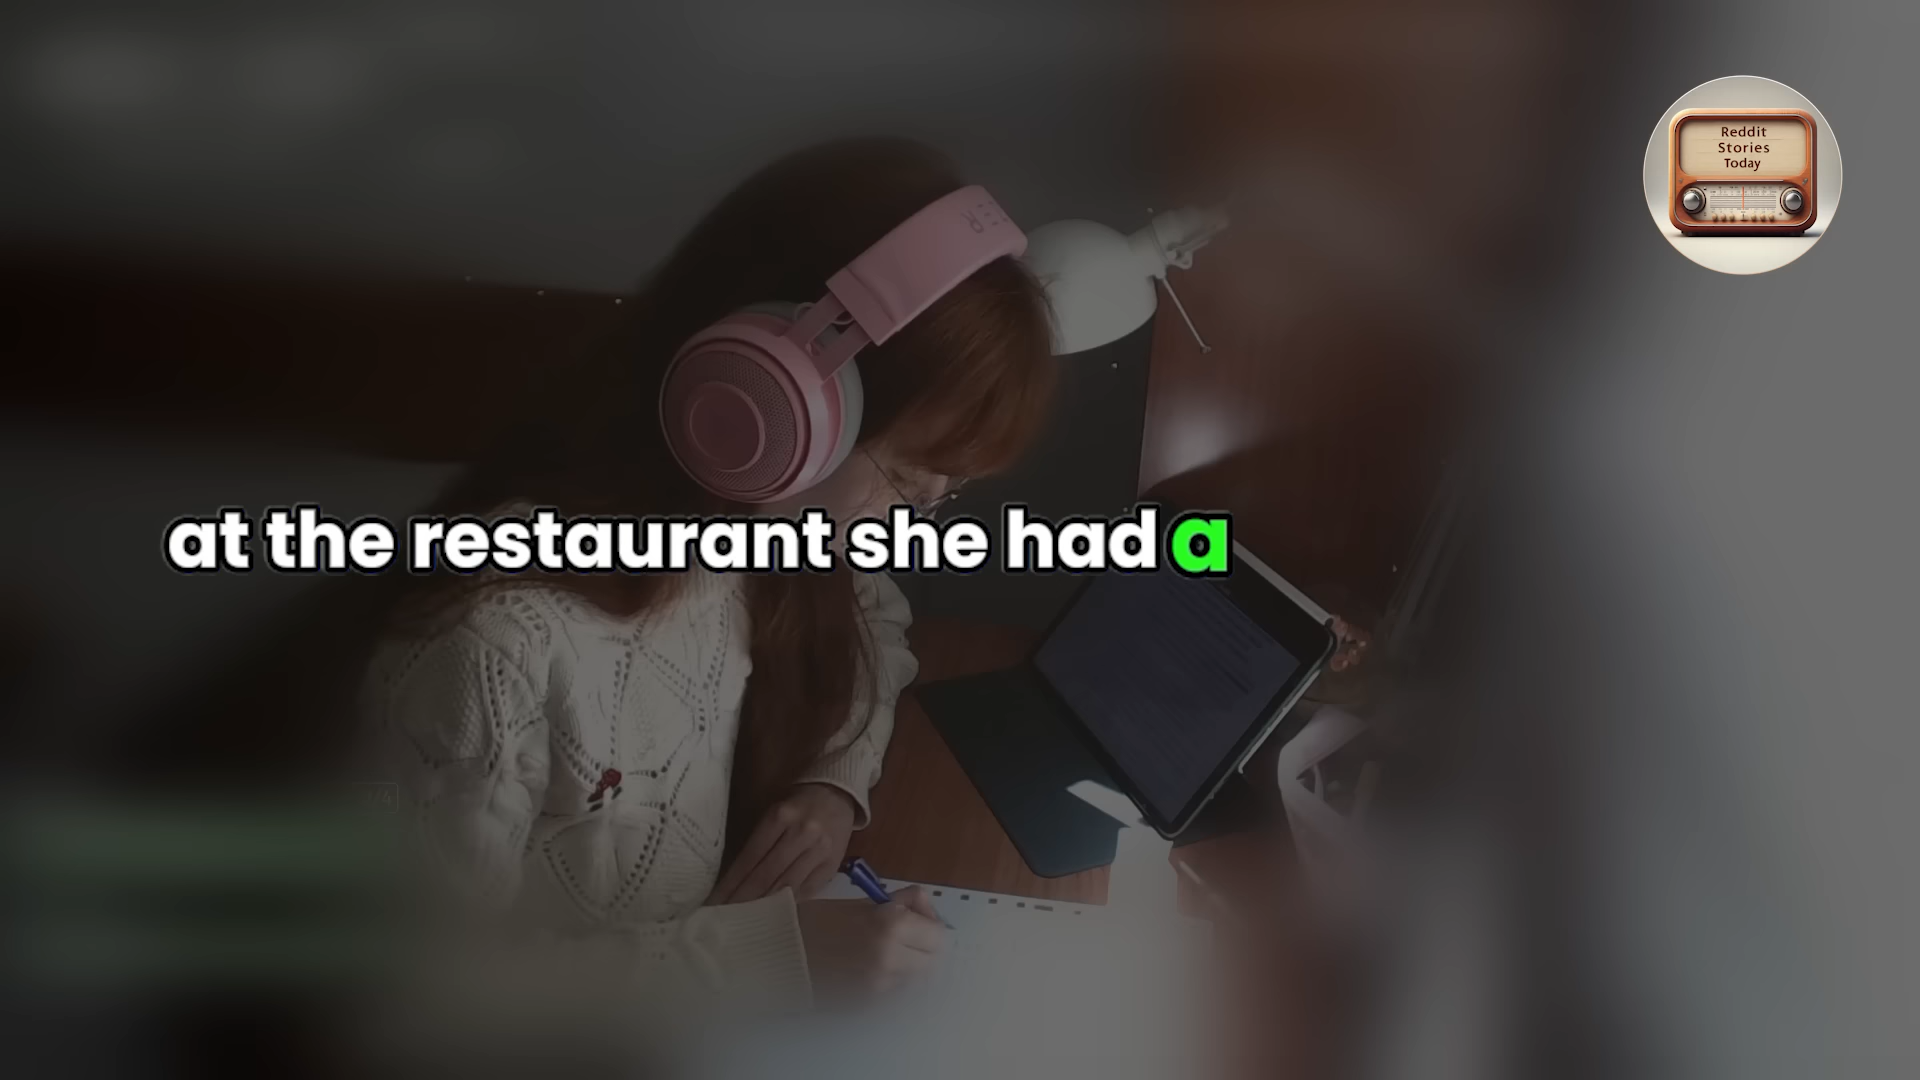 Reddit
Stories
Today
at the restaurant she had a